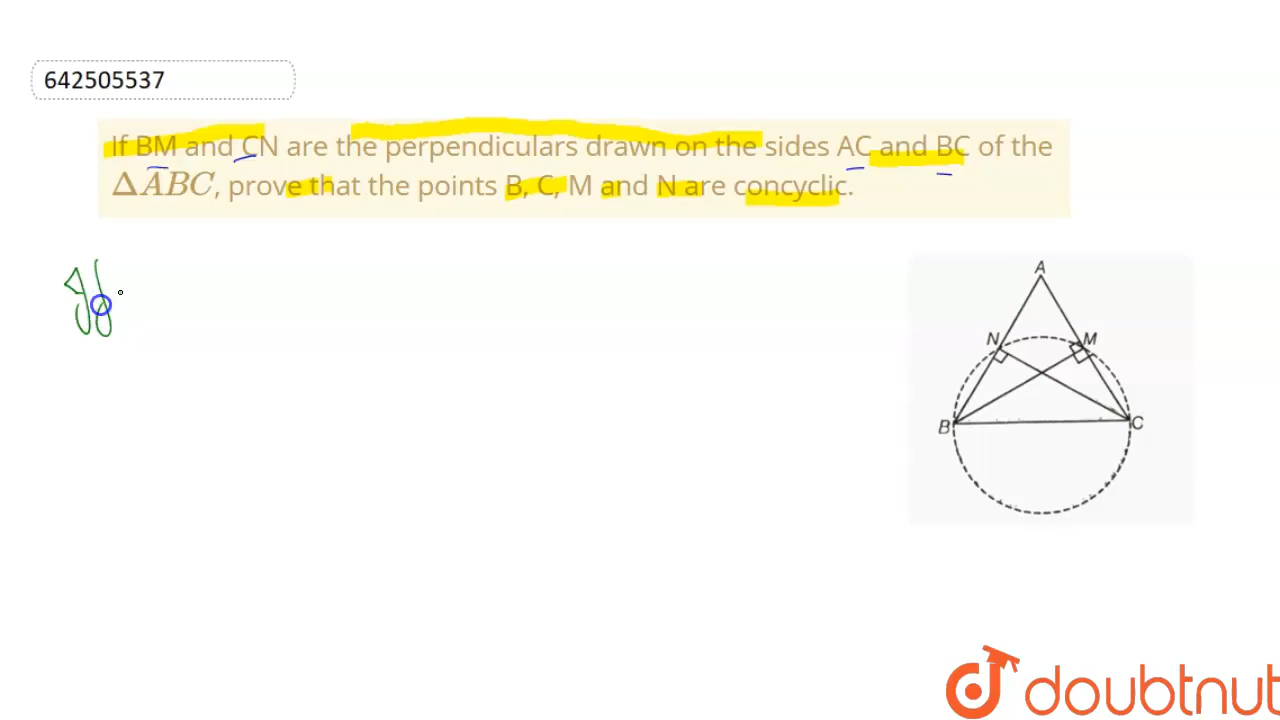 642505537
If BM and CN are the perpendiculars drawn on the sides AC and BC of the
ΔABC, prove that the points B, C, M and N are concyclic.
A
N
M
B
C
doubtnut